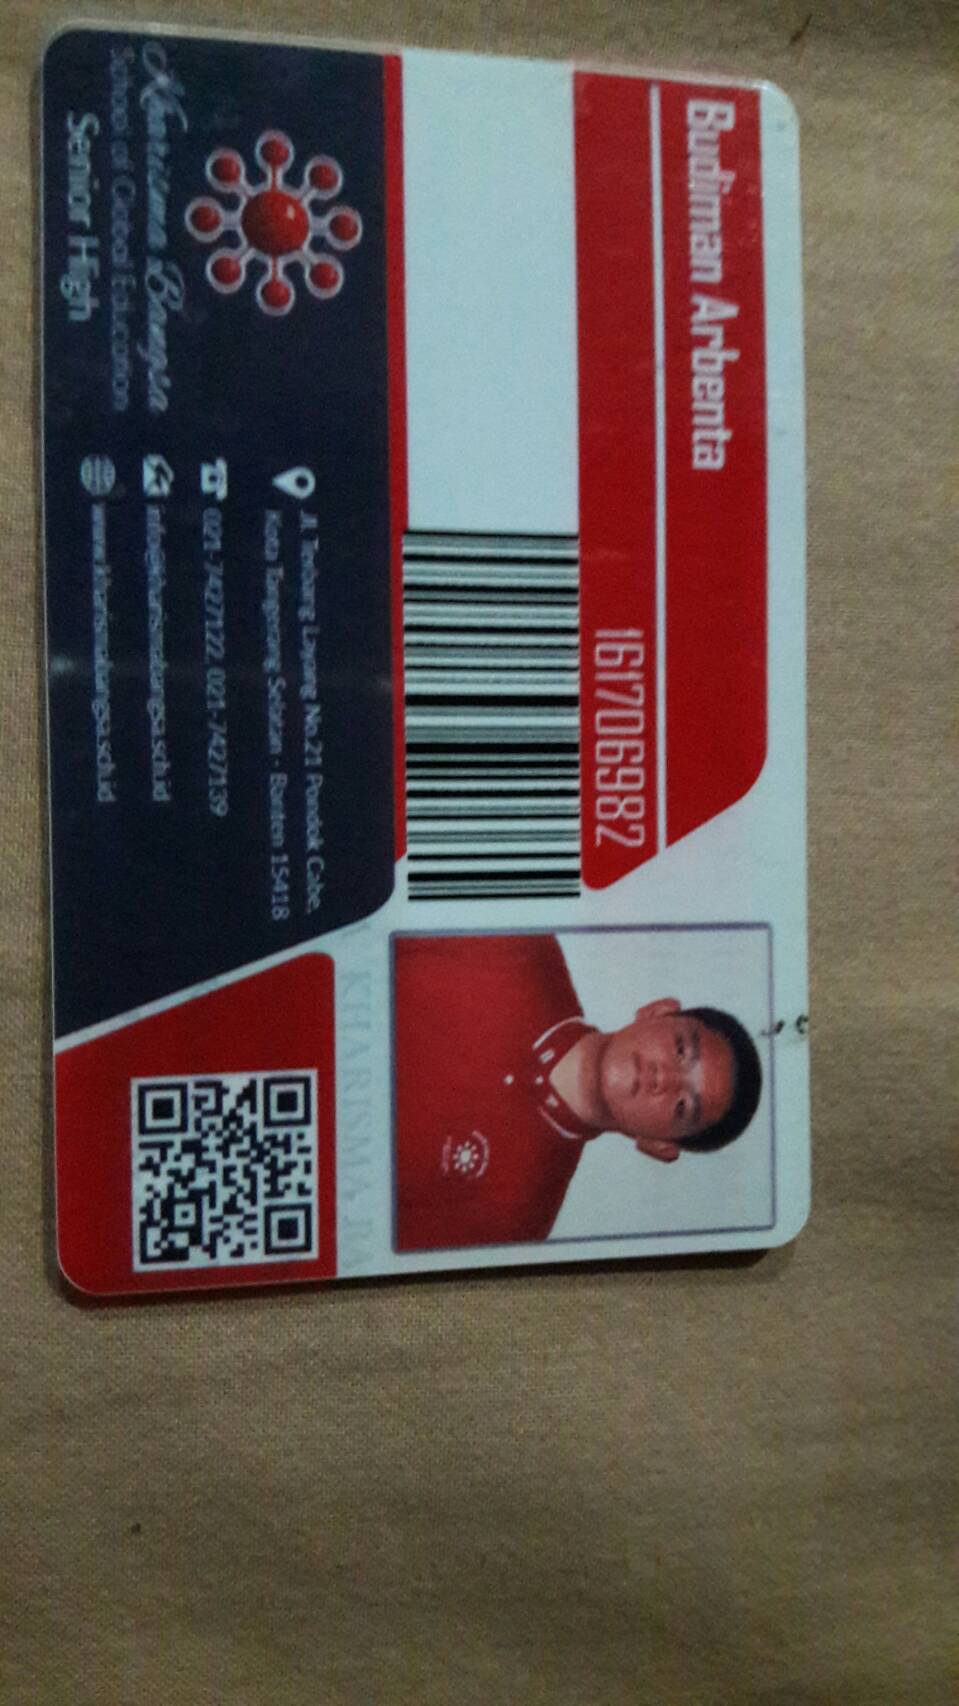 Budiman Arbenta
161706982
Kharisma Bangsa
School of Global Education
Senior High
Jl. Terbang Layang No.21 Pondok Cabe,
Kota Tangerang Selatan - Banten 15418
021-7427122, 021-7427139
info@kharismabangsa.sch.id
www.kharismabangsa.sch.id
KHARISMA BA